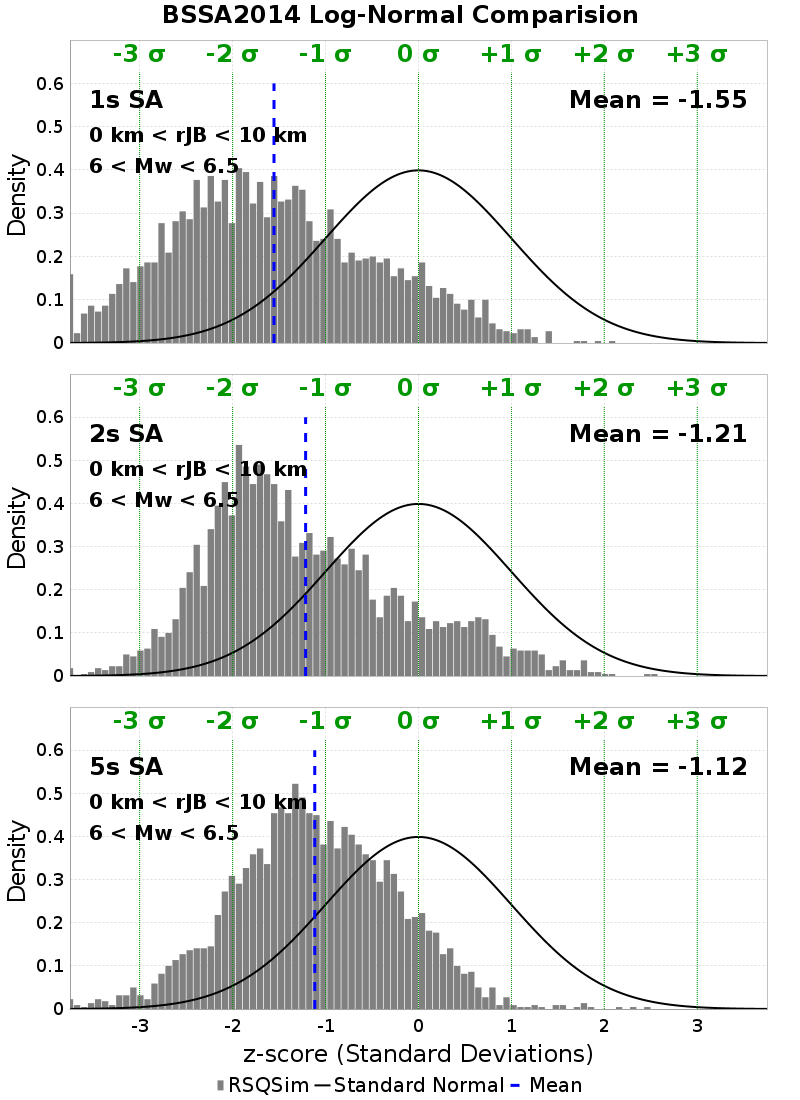 BSSA2014 Log-Normal Comparision
-3 σ -2 σ -1 σ 0 σ +1 σ +2 σ +3 σ
0.6
1s SA Mean = -1.55
0.5
0 km < rJB < 10 km
6 < Mw < 6.5
0.4
0.3
0.2
0.1
0
Density
-3 σ -2 σ -1 σ 0 σ +1 σ +2 σ +3 σ
0.6
2s SA Mean = -1.21
0.5
0 km < rJB < 10 km
6 < Mw < 6.5
0.4
0.3
0.2
0.1
0
Density
-3 σ -2 σ -1 σ 0 σ +1 σ +2 σ +3 σ
0.6
5s SA Mean = -1.12
0.5
0 km < rJB < 10 km
6 < Mw < 6.5
0.4
0.3
0.2
0.1
0
Density
-3 -2 -1 0 1 2 3
z-score (Standard Deviations)
RSQSim Standard Normal Mean